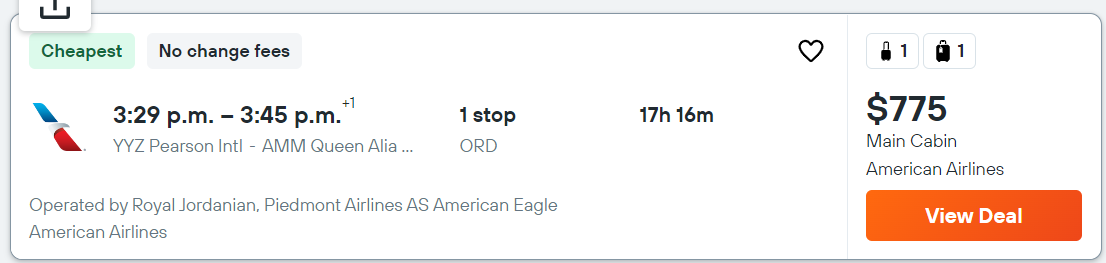 Cheapest
No change fees
1
1
3:29 p.m. – 3:45 p.m.+1
1 stop
17h 16m
YYZ Pearson Intl - AMM Queen Alia ...
ORD
Operated by Royal Jordanian, Piedmont Airlines AS American Eagle
American Airlines
$775
Main Cabin
American Airlines
View Deal